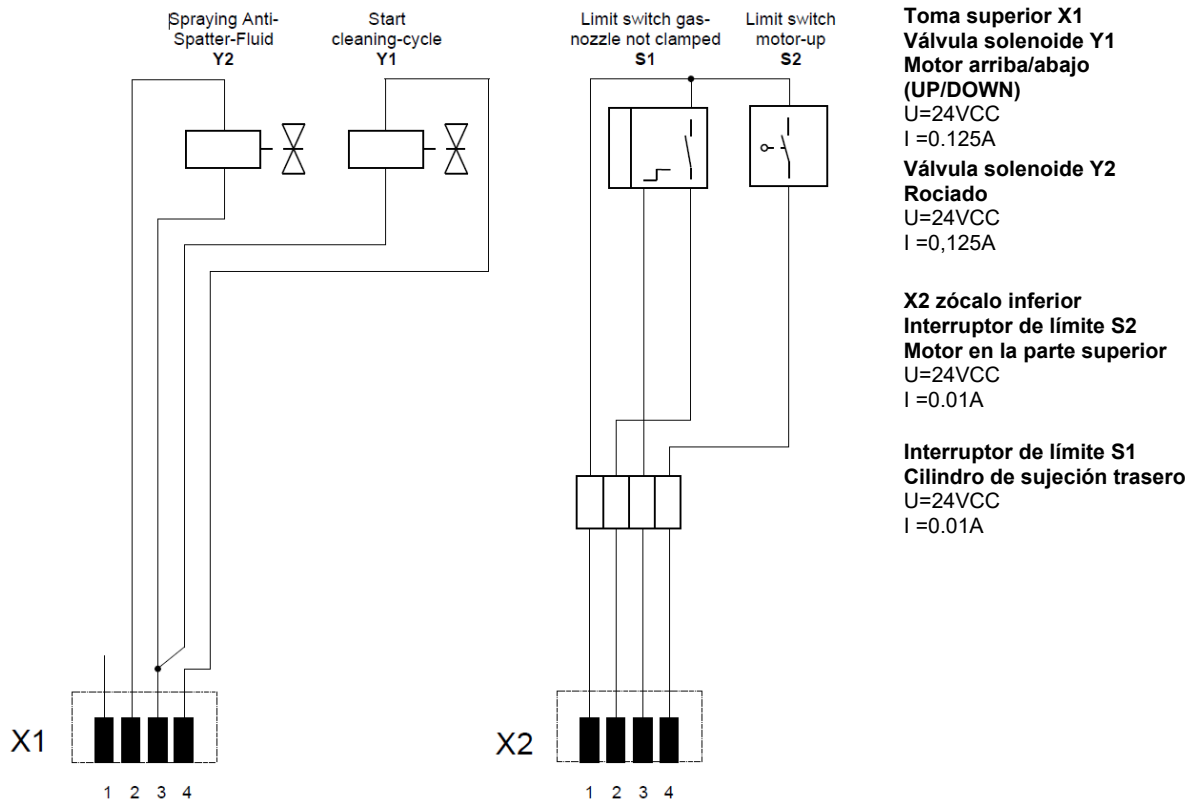 Spraying Anti-
Spatter-Fluid
Y2
Start
cleaning-cycle
Y1
Limit switch gas-
nozzle not clamped
S1
Limit switch
motor-up
S2
X1
1 2 3 4
X2
1 2 3 4
Toma superior X1
Válvula solenoide Y1
Motor arriba/abajo
(UP/DOWN)
U=24VCC
I =0.125A
Válvula solenoide Y2
Rociado
U=24VCC
I =0,125A
X2 zócalo inferior
Interruptor de límite S2
Motor en la parte superior
U=24VCC
I =0.01A
Interruptor de límite S1
Cilindro de sujeción trasero
U=24VCC
I =0.01A